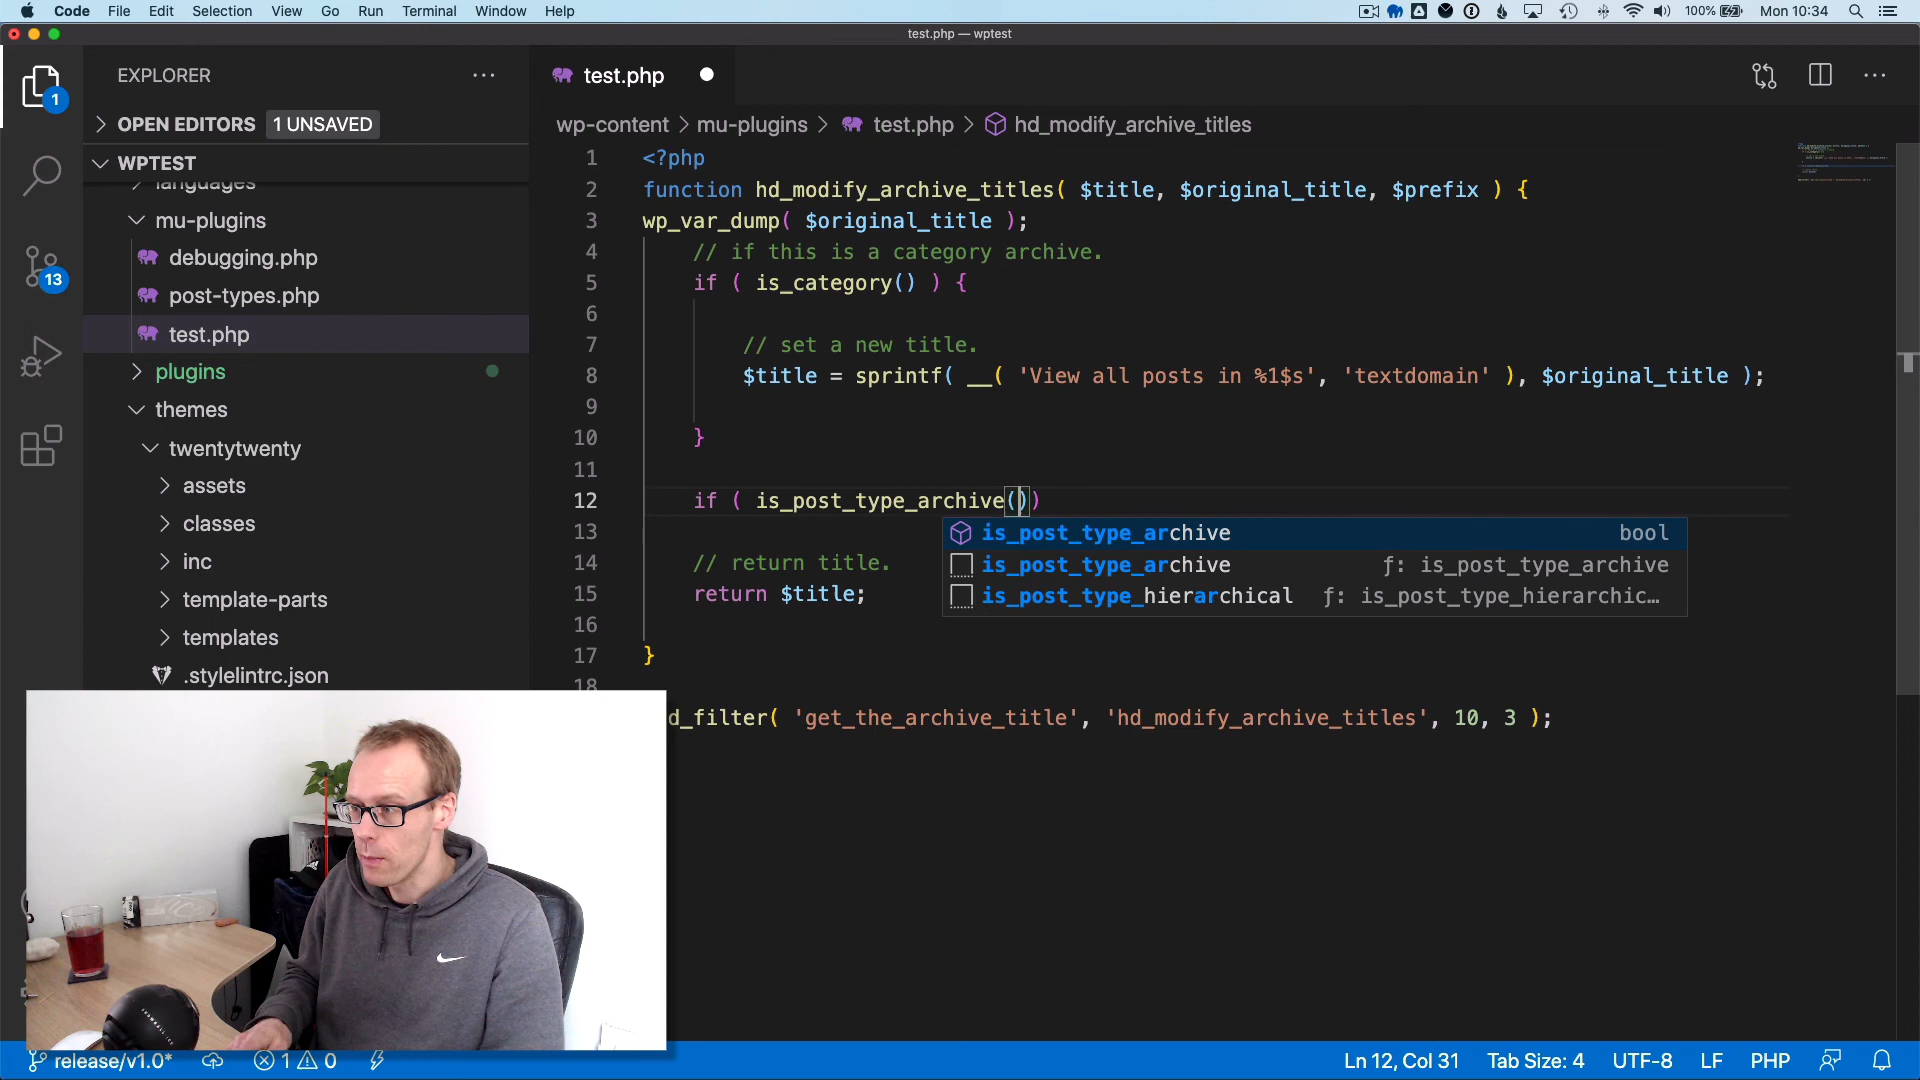 Code File Edit Selection View Go Run Terminal Window Help 100% Mon 10:34
test.php — wptest
EXPLORER
test.php
1
OPEN EDITORS 1 UNSAVED
wp-content > mu-plugins > test.php > hd_modify_archive_titles
WPTEST
languages
mu-plugins
debugging.php
post-types.php
test.php
plugins
themes
twentytwenty
assets
classes
inc
template-parts
templates
.stylelintrc.json
13
1 <?php
2 function hd_modify_archive_titles( $title, $original_title, $prefix ) {
3 wp_var_dump( $original_title );
4 // if this is a category archive.
5 if ( is_category() ) {
6
7 // set a new title.
8 $title = sprintf( __( 'View all posts in %1$s', 'textdomain' ), $original_title );
9
10 }
11
12 if ( is_post_type_archive())
13
is_post_type_archive bool
is_post_type_archive ƒ: is_post_type_archive
is_post_type_hierarchical ƒ: is_post_type_hierarchic…
14 // return title.
15 return $title;
16
17 }
18
d_filter( 'get_the_archive_title', 'hd_modify_archive_titles', 10, 3 );
release/v1.0* 1 0 Ln 12, Col 31 Tab Size: 4 UTF-8 LF PHP